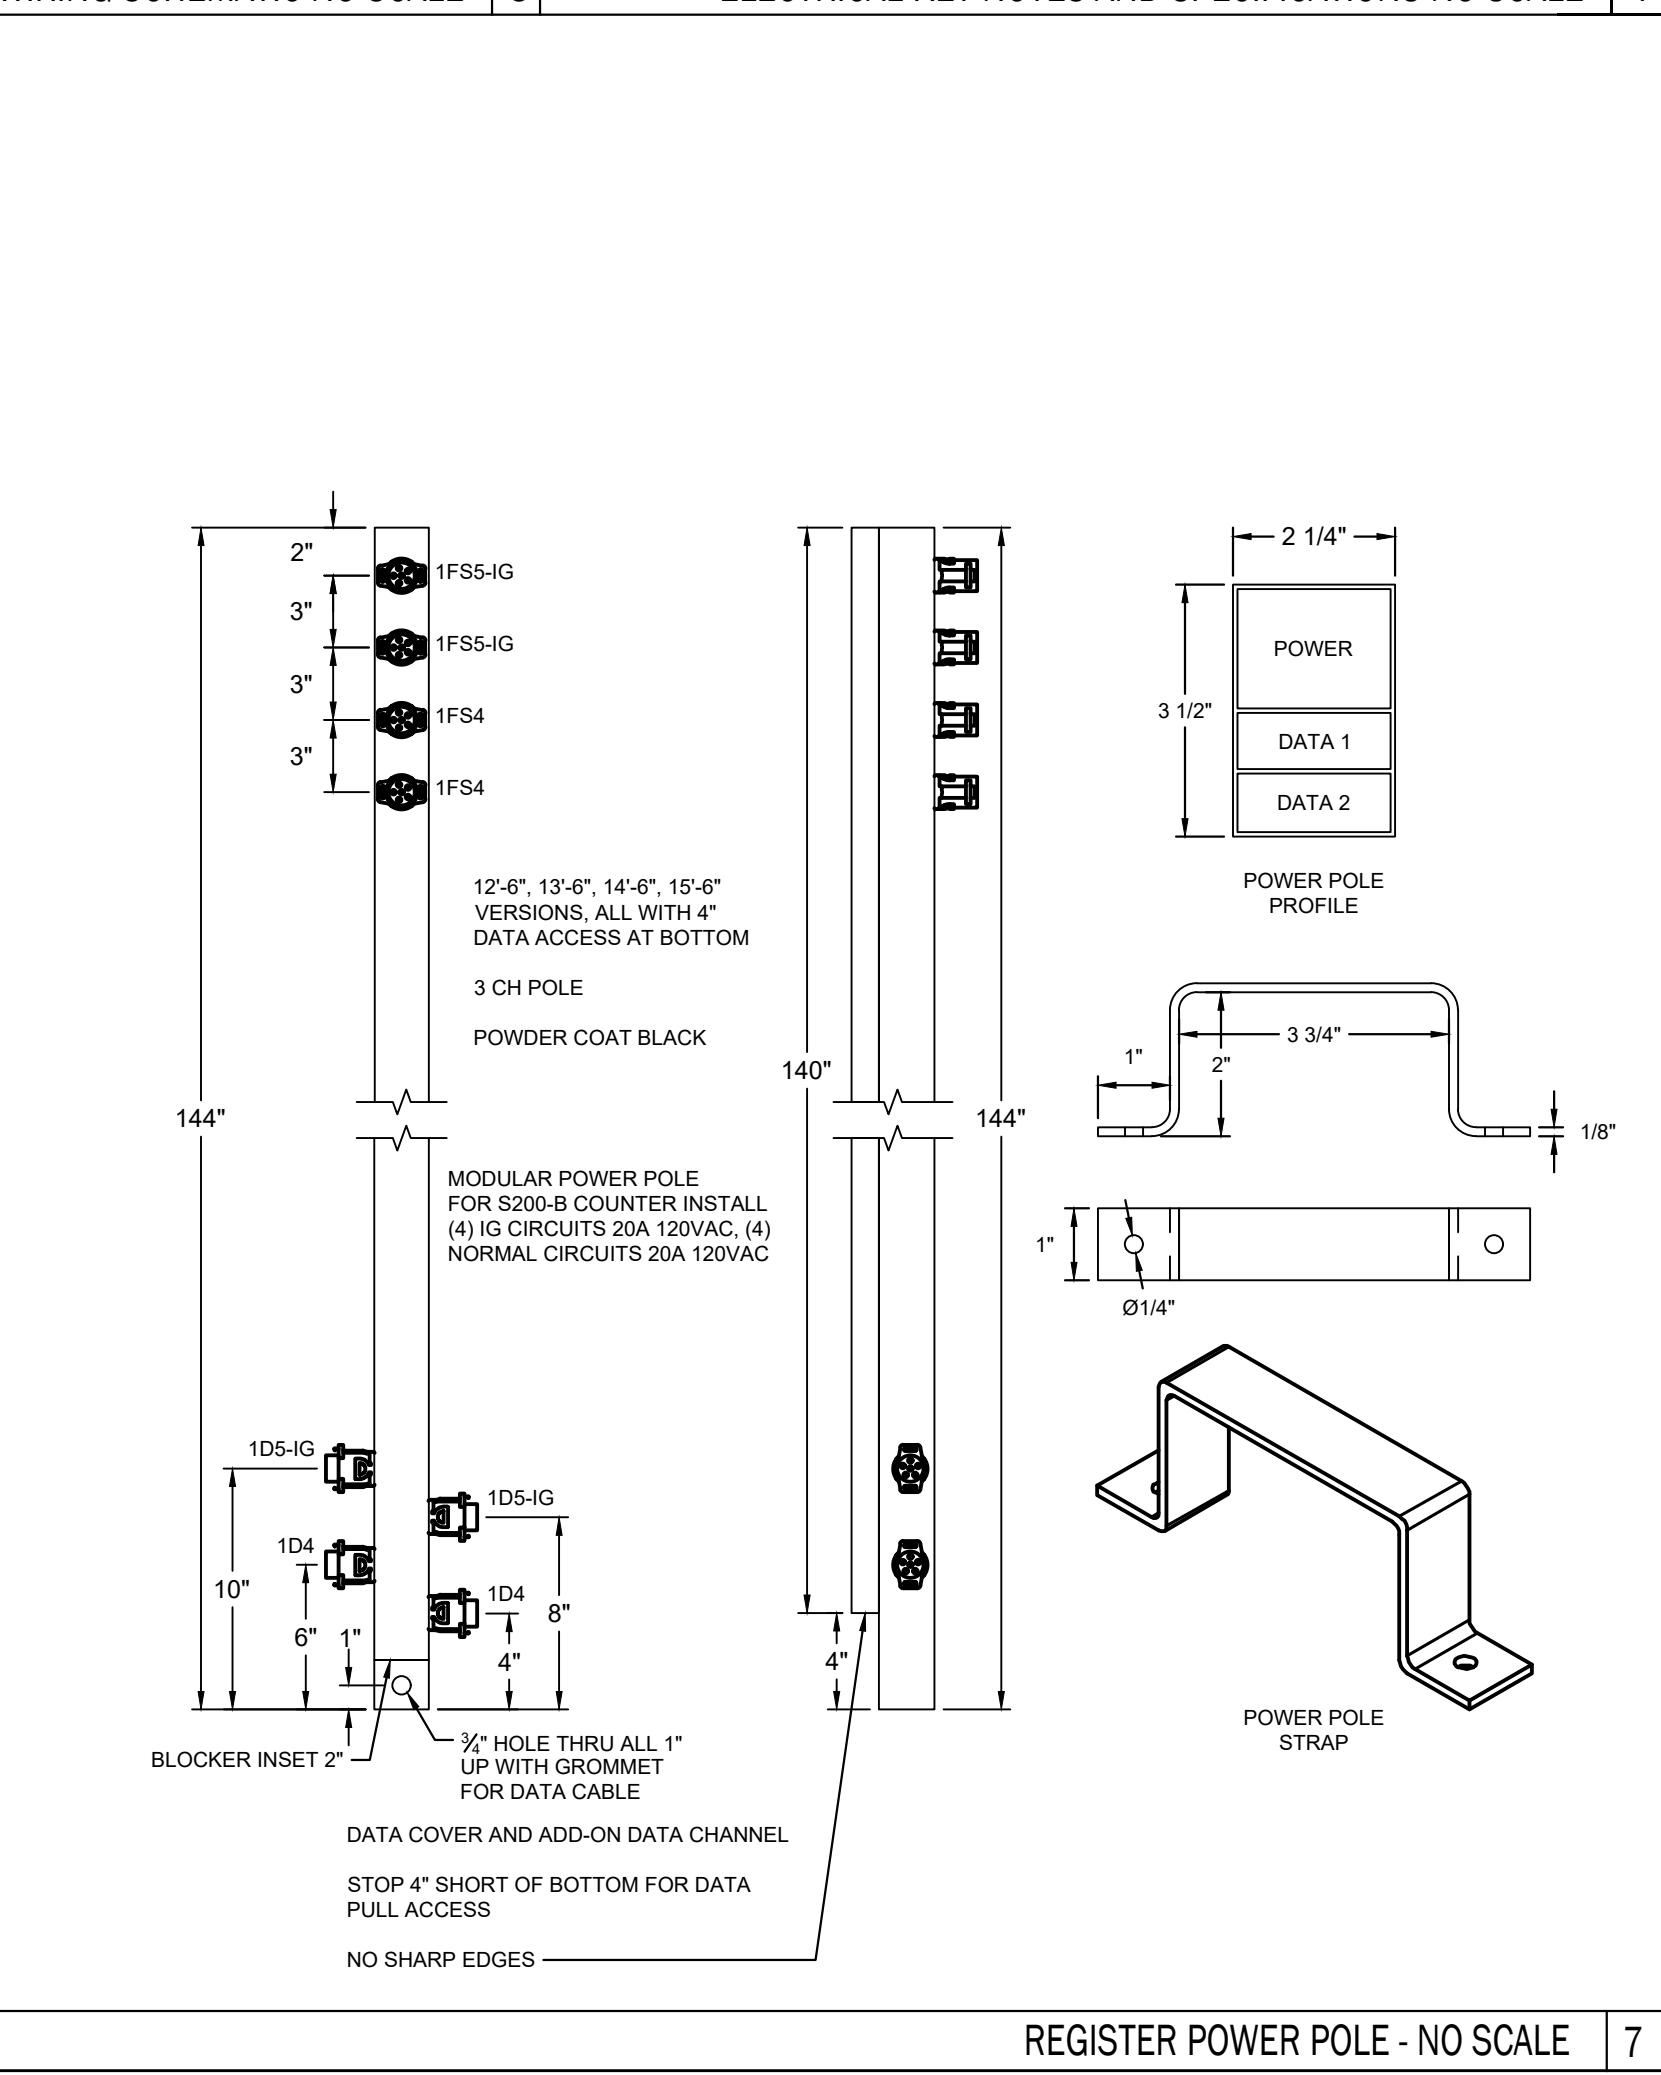 2"
1FS5-IG
3"
1FS5-IG
3"
1FS4
3"
1FS4
144"
12'-6", 13'-6", 14'-6", 15'-6"
VERSIONS, ALL WITH 4"
DATA ACCESS AT BOTTOM
3 CH POLE
POWDER COAT BLACK
MODULAR POWER POLE
FOR S200-B COUNTER INSTALL
(4) IG CIRCUITS 20A 120VAC, (4)
NORMAL CIRCUITS 20A 120VAC
1D5-IG
1D5-IG
1D4
1D4
10"
6"
1"
8"
4"
BLOCKER INSET 2"
¾" HOLE THRU ALL 1"
UP WITH GROMMET
FOR DATA CABLE
DATA COVER AND ADD-ON DATA CHANNEL
STOP 4" SHORT OF BOTTOM FOR DATA
PULL ACCESS
NO SHARP EDGES
140"
144"
4"
2 1/4"
3 1/2"
POWER
DATA 1
DATA 2
POWER POLE
PROFILE
3 3/4"
1"
2"
1/8"
1"
Ø1/4"
POWER POLE
STRAP
REGISTER POWER POLE - NO SCALE
7